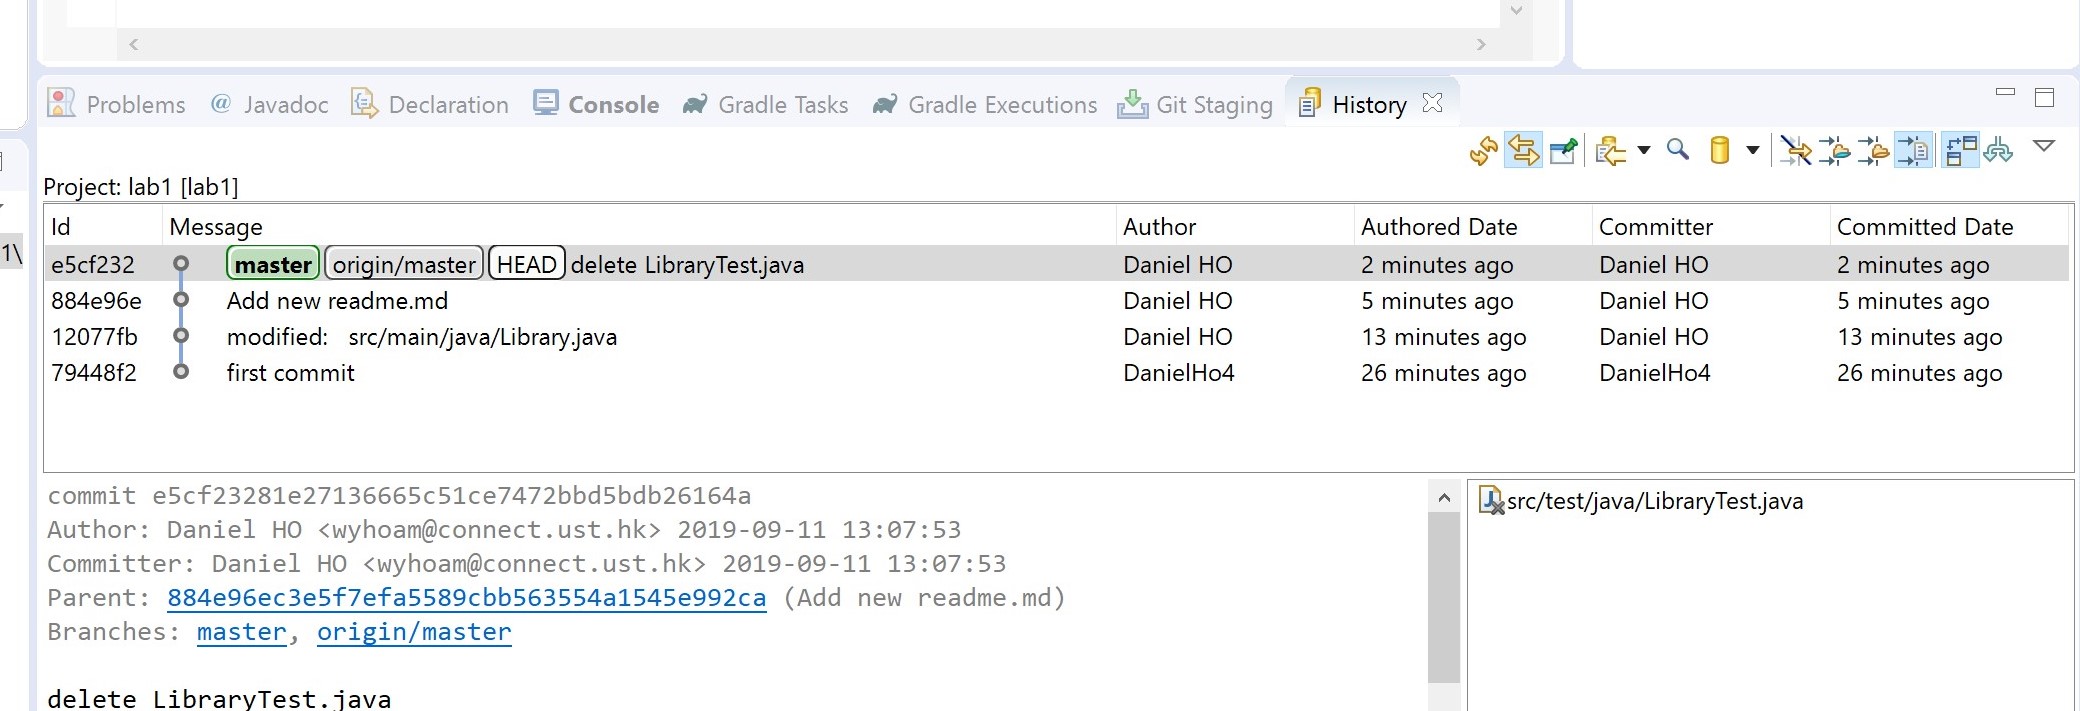 Problems @ Javadoc Declaration Console Gradle Tasks Gradle Executions Git Staging History
Project: lab1 [lab1]
Id Message Author Authored Date Committer Committed Date
e5cf232 master origin/master HEAD delete LibraryTest.java Daniel HO 2 minutes ago Daniel HO 2 minutes ago
884e96e Add new readme.md Daniel HO 5 minutes ago Daniel HO 5 minutes ago
12077fb modified: src/main/java/Library.java Daniel HO 13 minutes ago Daniel HO 13 minutes ago
79448f2 first commit DanielHo4 26 minutes ago DanielHo4 26 minutes ago
1\
commit e5cf23281e27136665c51ce7472bbd5bdb26164a
Author: Daniel HO <wyhoam@connect.ust.hk> 2019-09-11 13:07:53
Committer: Daniel HO <wyhoam@connect.ust.hk> 2019-09-11 13:07:53
Parent: 884e96ec3e5f7efa5589cbb563554a1545e992ca (Add new readme.md)
Branches: master, origin/master
delete LibraryTest.java
src/test/java/LibraryTest.java